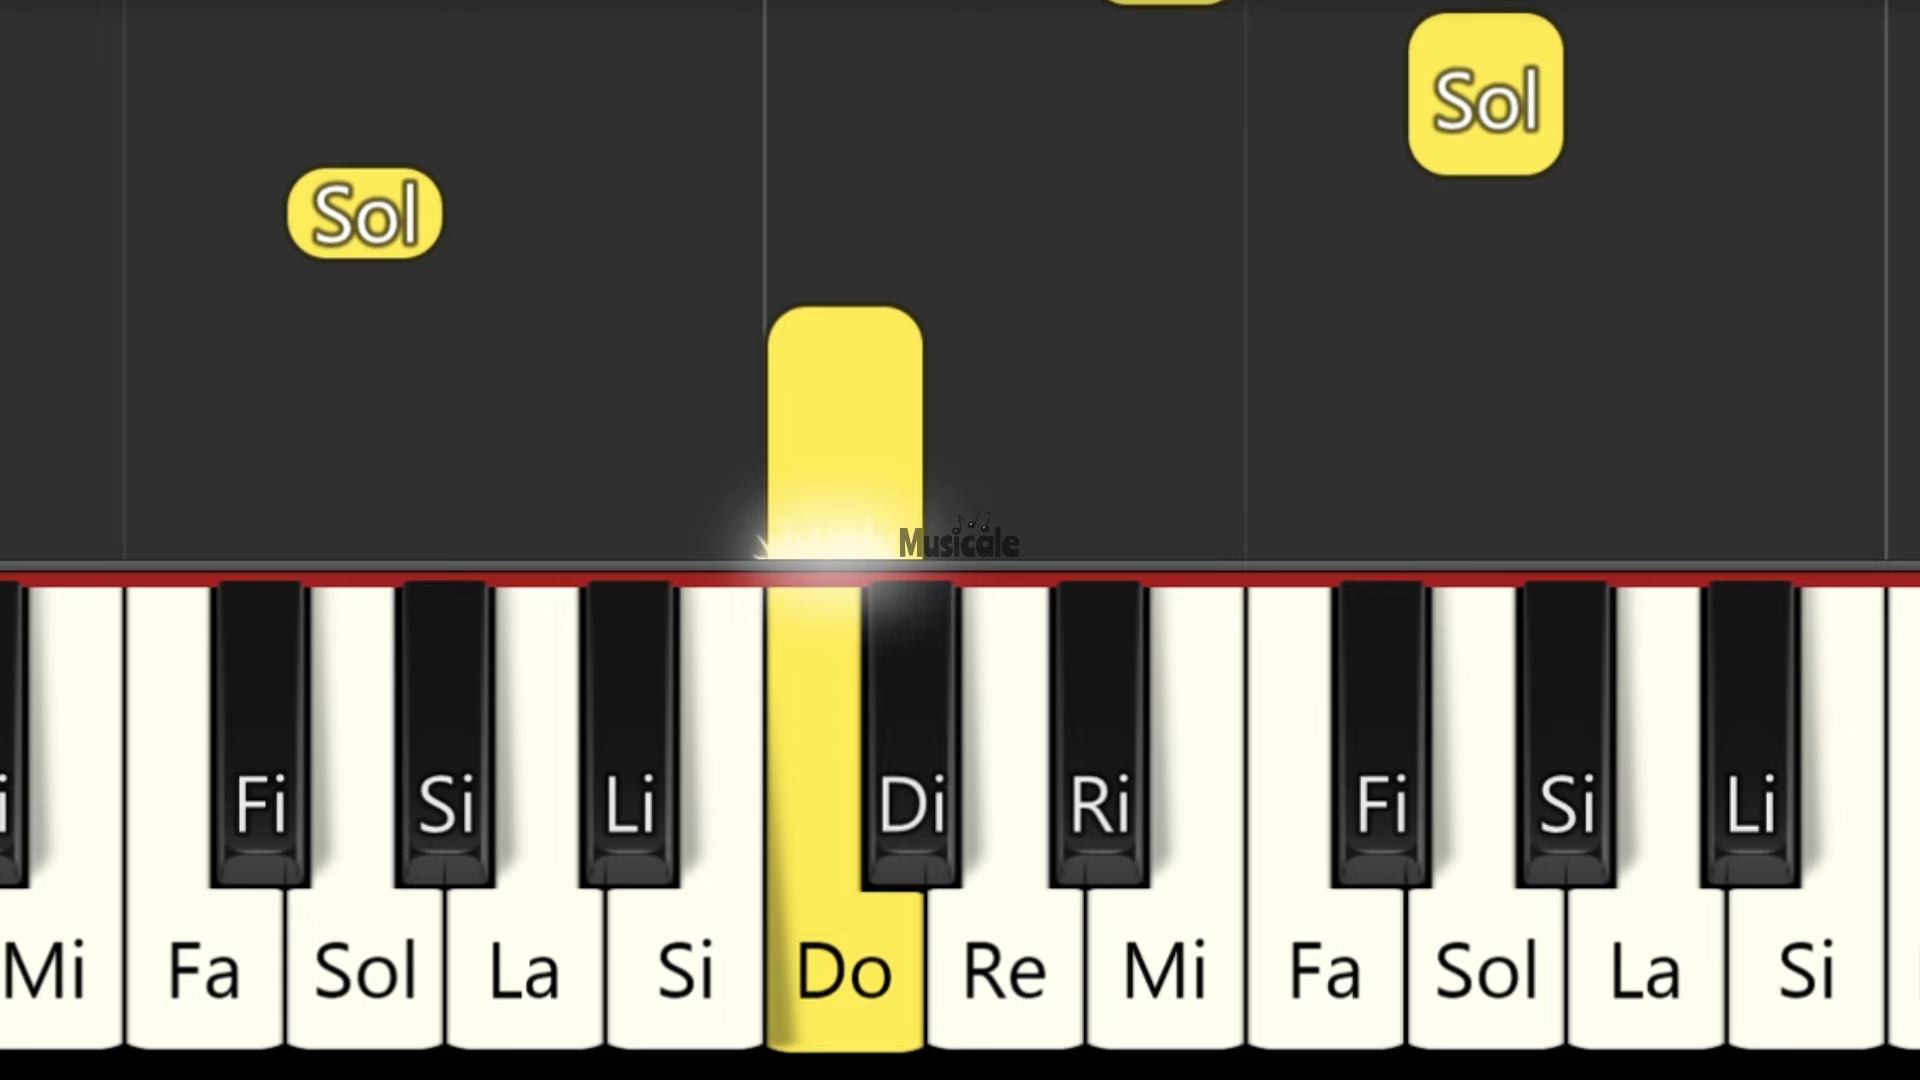 Sol
Sol
Musicale
Fi Si Li Di Ri Fi Si Li
Mi Fa Sol La Si Do Re Mi Fa Sol La Si